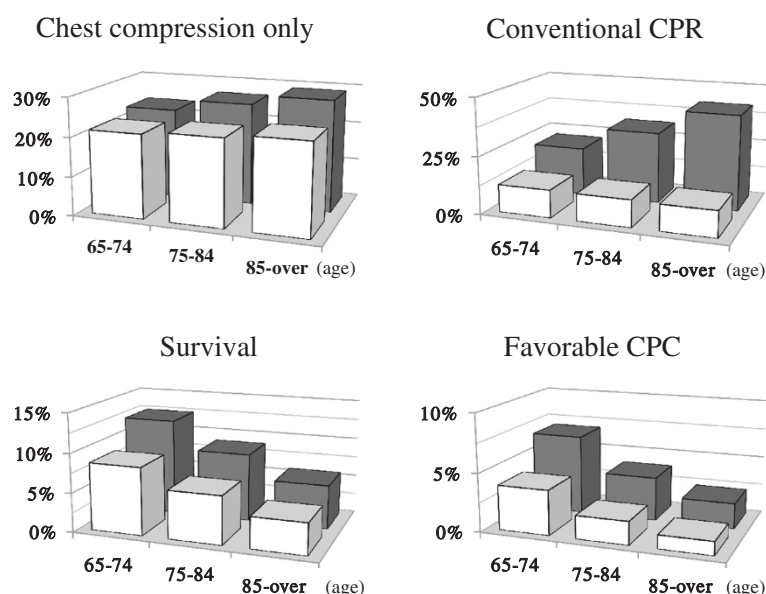 Chest compression only
30%
20%
10%
0%
65-74
75-84
85-over (age)
Conventional CPR
50%
25%
0%
65-74
75-84
85-over (age)
Survival
15%
10%
5%
0%
65-74
75-84
85-over (age)
Favorable CPC
10%
5%
0%
65-74
75-84
85-over (age)